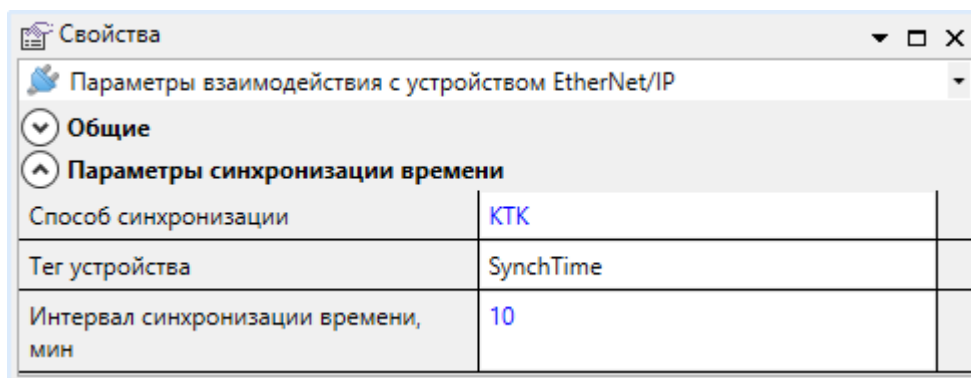 Свойства
Параметры взаимодействия с устройством EtherNet/IP
Общие
Параметры синхронизации времени
Способ синхронизации КТК
Тег устройства SynchTime
Интервал синхронизации времени, 10
мин